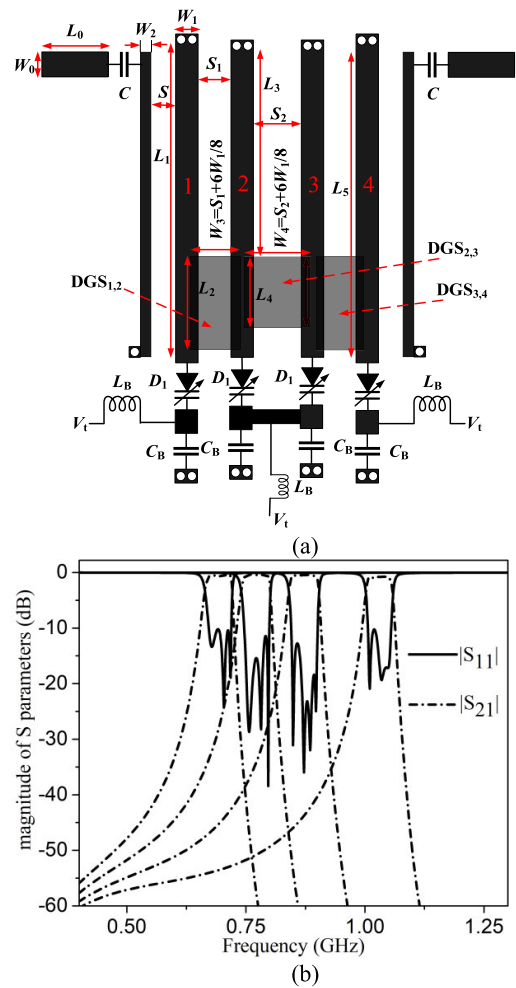 L0 W2 W1
W0 C S S1 L3 C
S2
L1 W3=S1+6W1/8 W4=S2+6W1/8 L5
1 2 3 4
DGS2,3
DGS1,2 L2 L4 DGS3,4
LB D1 D1 D1 LB
Vt Vt
CB CB CB CB
LB
Vt
(a)
0
-10
-20
-30
-40
-50
-60
magnitude of S parameters (dB)
|S11|
|S21|
0.50 0.75 1.00 1.25
Frequency (GHz)
(b)